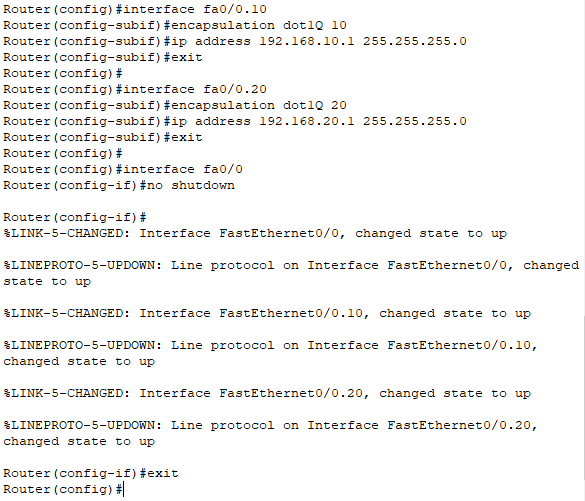 Router(config)#interface fa0/0.10
Router(config-subif)#encapsulation dot1Q 10
Router(config-subif)#ip address 192.168.10.1 255.255.255.0
Router(config-subif)#exit
Router(config)#
Router(config)#interface fa0/0.20
Router(config-subif)#encapsulation dot1Q 20
Router(config-subif)#ip address 192.168.20.1 255.255.255.0
Router(config-subif)#exit
Router(config)#
Router(config)#interface fa0/0
Router(config-if)#no shutdown
Router(config-if)#
%LINK-5-CHANGED: Interface FastEthernet0/0, changed state to up
%LINEPROTO-5-UPDOWN: Line protocol on Interface FastEthernet0/0, changed
state to up
%LINK-5-CHANGED: Interface FastEthernet0/0.10, changed state to up
%LINEPROTO-5-UPDOWN: Line protocol on Interface FastEthernet0/0.10,
changed state to up
%LINK-5-CHANGED: Interface FastEthernet0/0.20, changed state to up
%LINEPROTO-5-UPDOWN: Line protocol on Interface FastEthernet0/0.20,
changed state to up
Router(config-if)#exit
Router(config)#